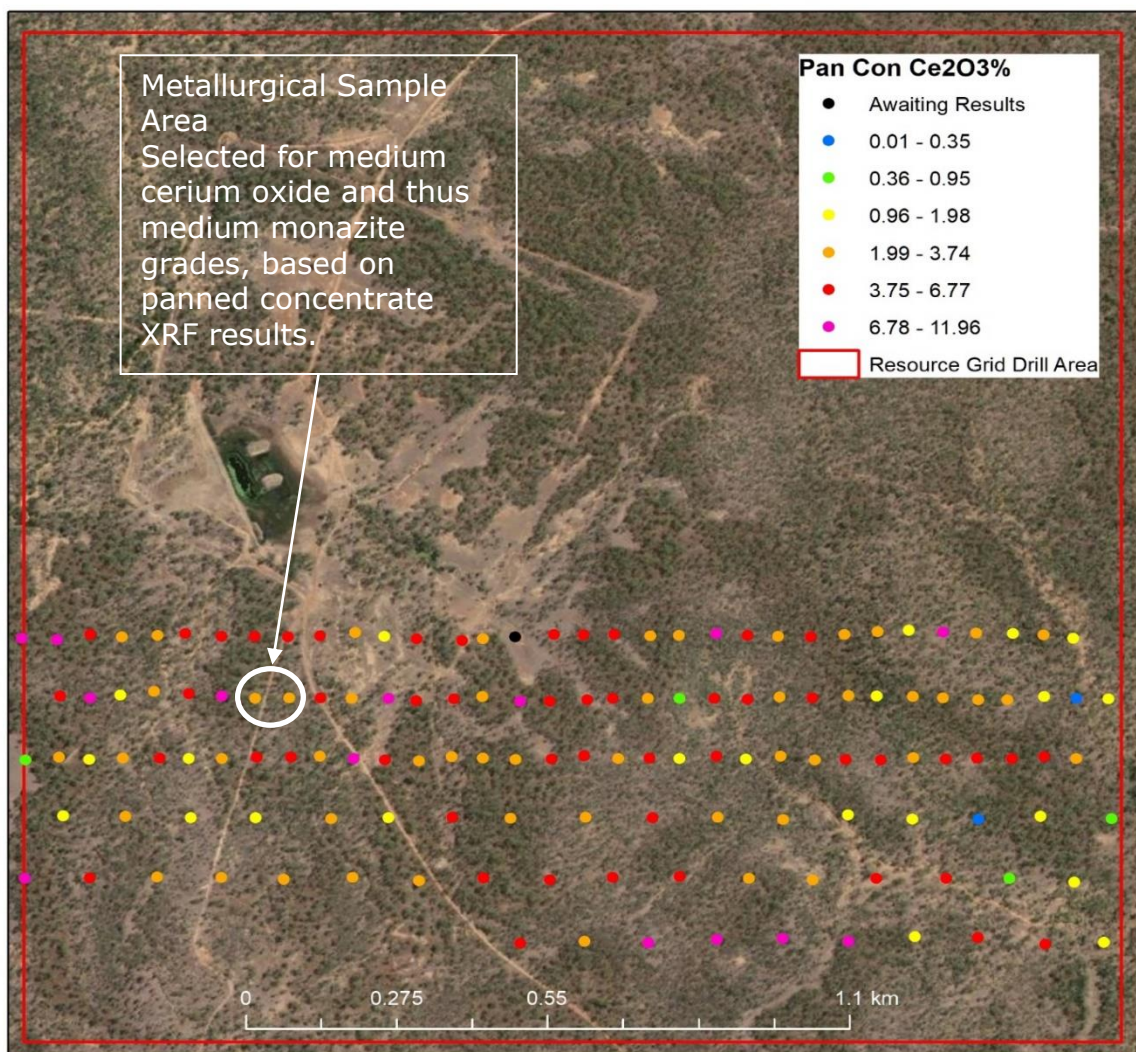 Metallurgical Sample
Area
Selected for medium
cerium oxide and thus
medium monazite
grades, based on
panned concentrate
XRF results.
Pan Con Ce2O3%
Awaiting Results
0.01 - 0.35
0.36 - 0.95
0.96 - 1.98
1.99 - 3.74
3.75 - 6.77
6.78 - 11.96
Resource Grid Drill Area
0 0.275 0.55 1.1 km